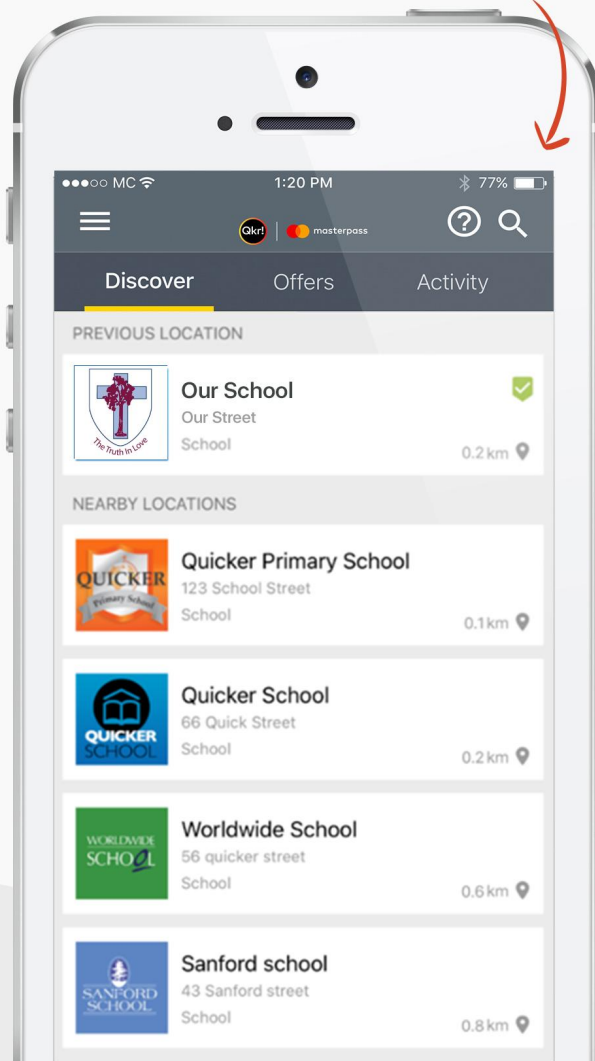 MC 1:20 PM 77%
Qkr! masterpass
Discover Offers Activity
PREVIOUS LOCATION
Our School
Our Street
School
The Truth In Love
0.2 km
NEARBY LOCATIONS
QUICKER
Primary School
Quicker Primary School
123 School Street
School
0.1 km
QUICKER
SCHOOL
Quicker School
66 Quick Street
School
0.2 km
WORLDWIDE
SCHOOL
Worldwide School
56 quicker street
School
0.6 km
SANFORD
SCHOOL
Sanford school
43 Sanford street
School
0.8 km